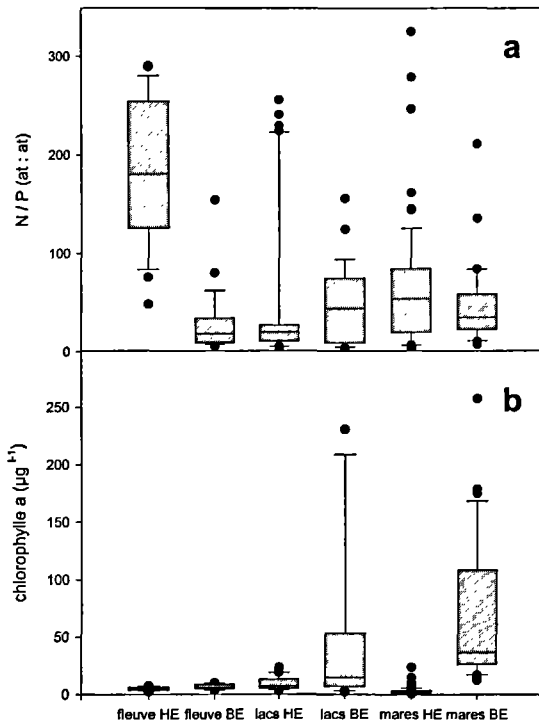 a
N / P (at : at)
300
200
100
0
b
chlorophylle a (µg l-1)
250
200
150
100
50
0
fleuve HE fleuve BE lacs HE lacs BE mares HE mares BE